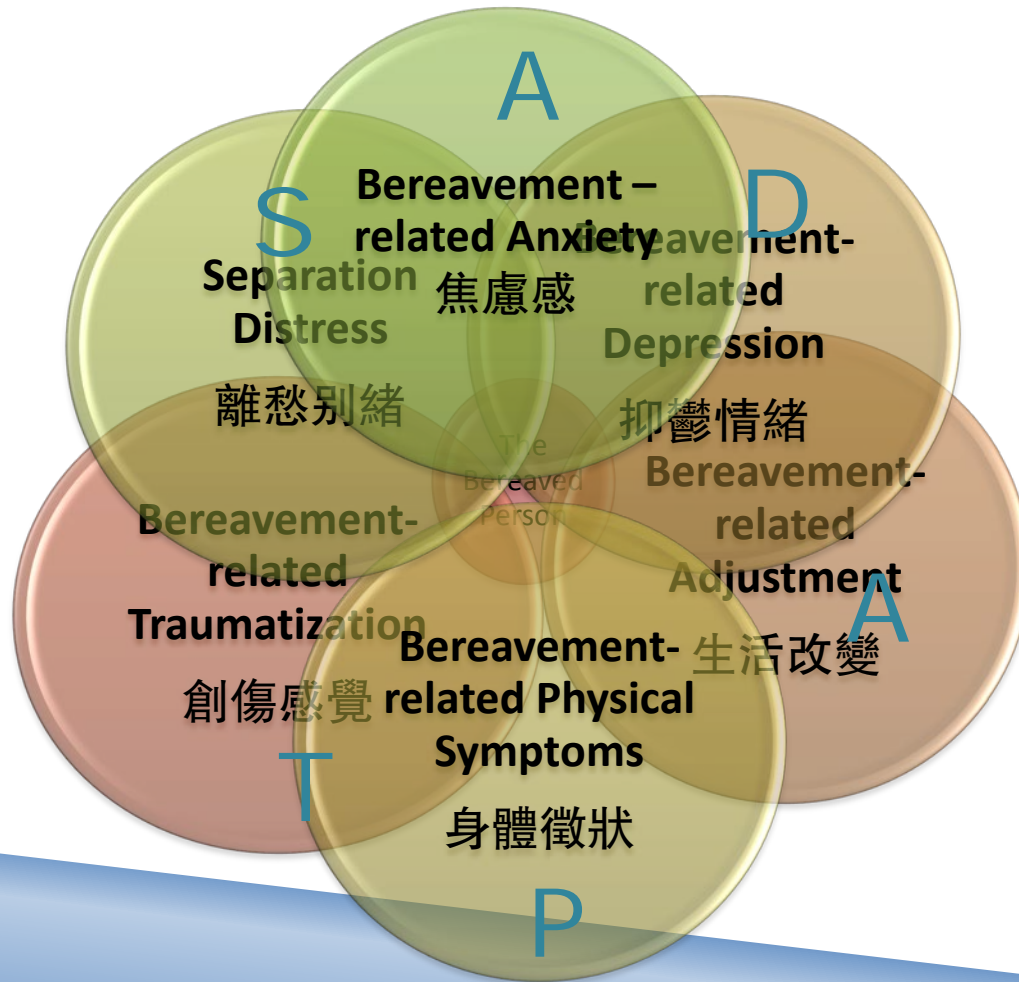 A
Bereavement –
related Anxiety
焦慮感
D
Bereavement-
related
Depression
抑鬱情緒
A
Bereavement-
related
Adjustment
生活改變
P
Bereavement-
related Physical
Symptoms
身體徵狀
T
Bereavement-
related
Traumatization
創傷感覺
S
Separation
Distress
離愁別緒
The
Bereaved
Person